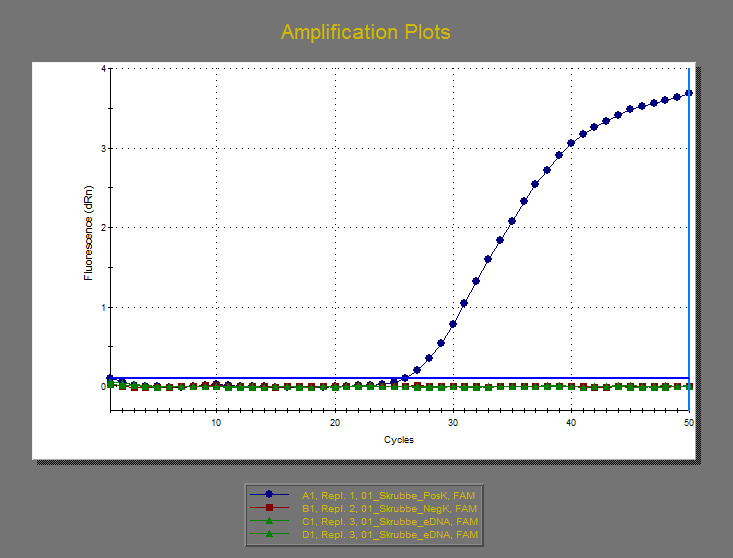 Amplification Plots
4
3
2
1
0
Fluorescence (dRn)
10 20 30 40 50
Cycles
A1, Repl. 1, 01_Skrubbe_PosK, FAM
B1, Repl. 2, 01_Skrubbe_NegK, FAM
C1, Repl. 3, 01_Skrubbe_eDNA, FAM
D1, Repl. 3, 01_Skrubbe_eDNA, FAM